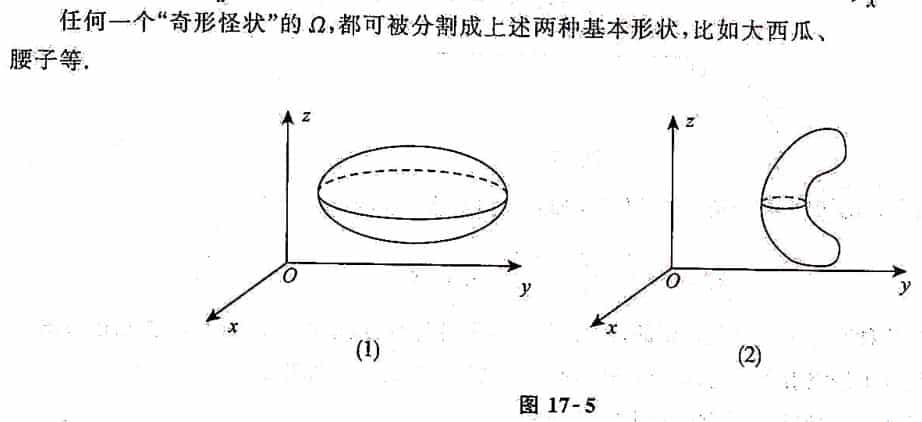 任何一个“奇形怪状”的Ω,都可被分割成上述两种基本形状,比如大西瓜、
腰子等.
z
O
y
x
(1)
z
O
y
x
(2)
图 17-5